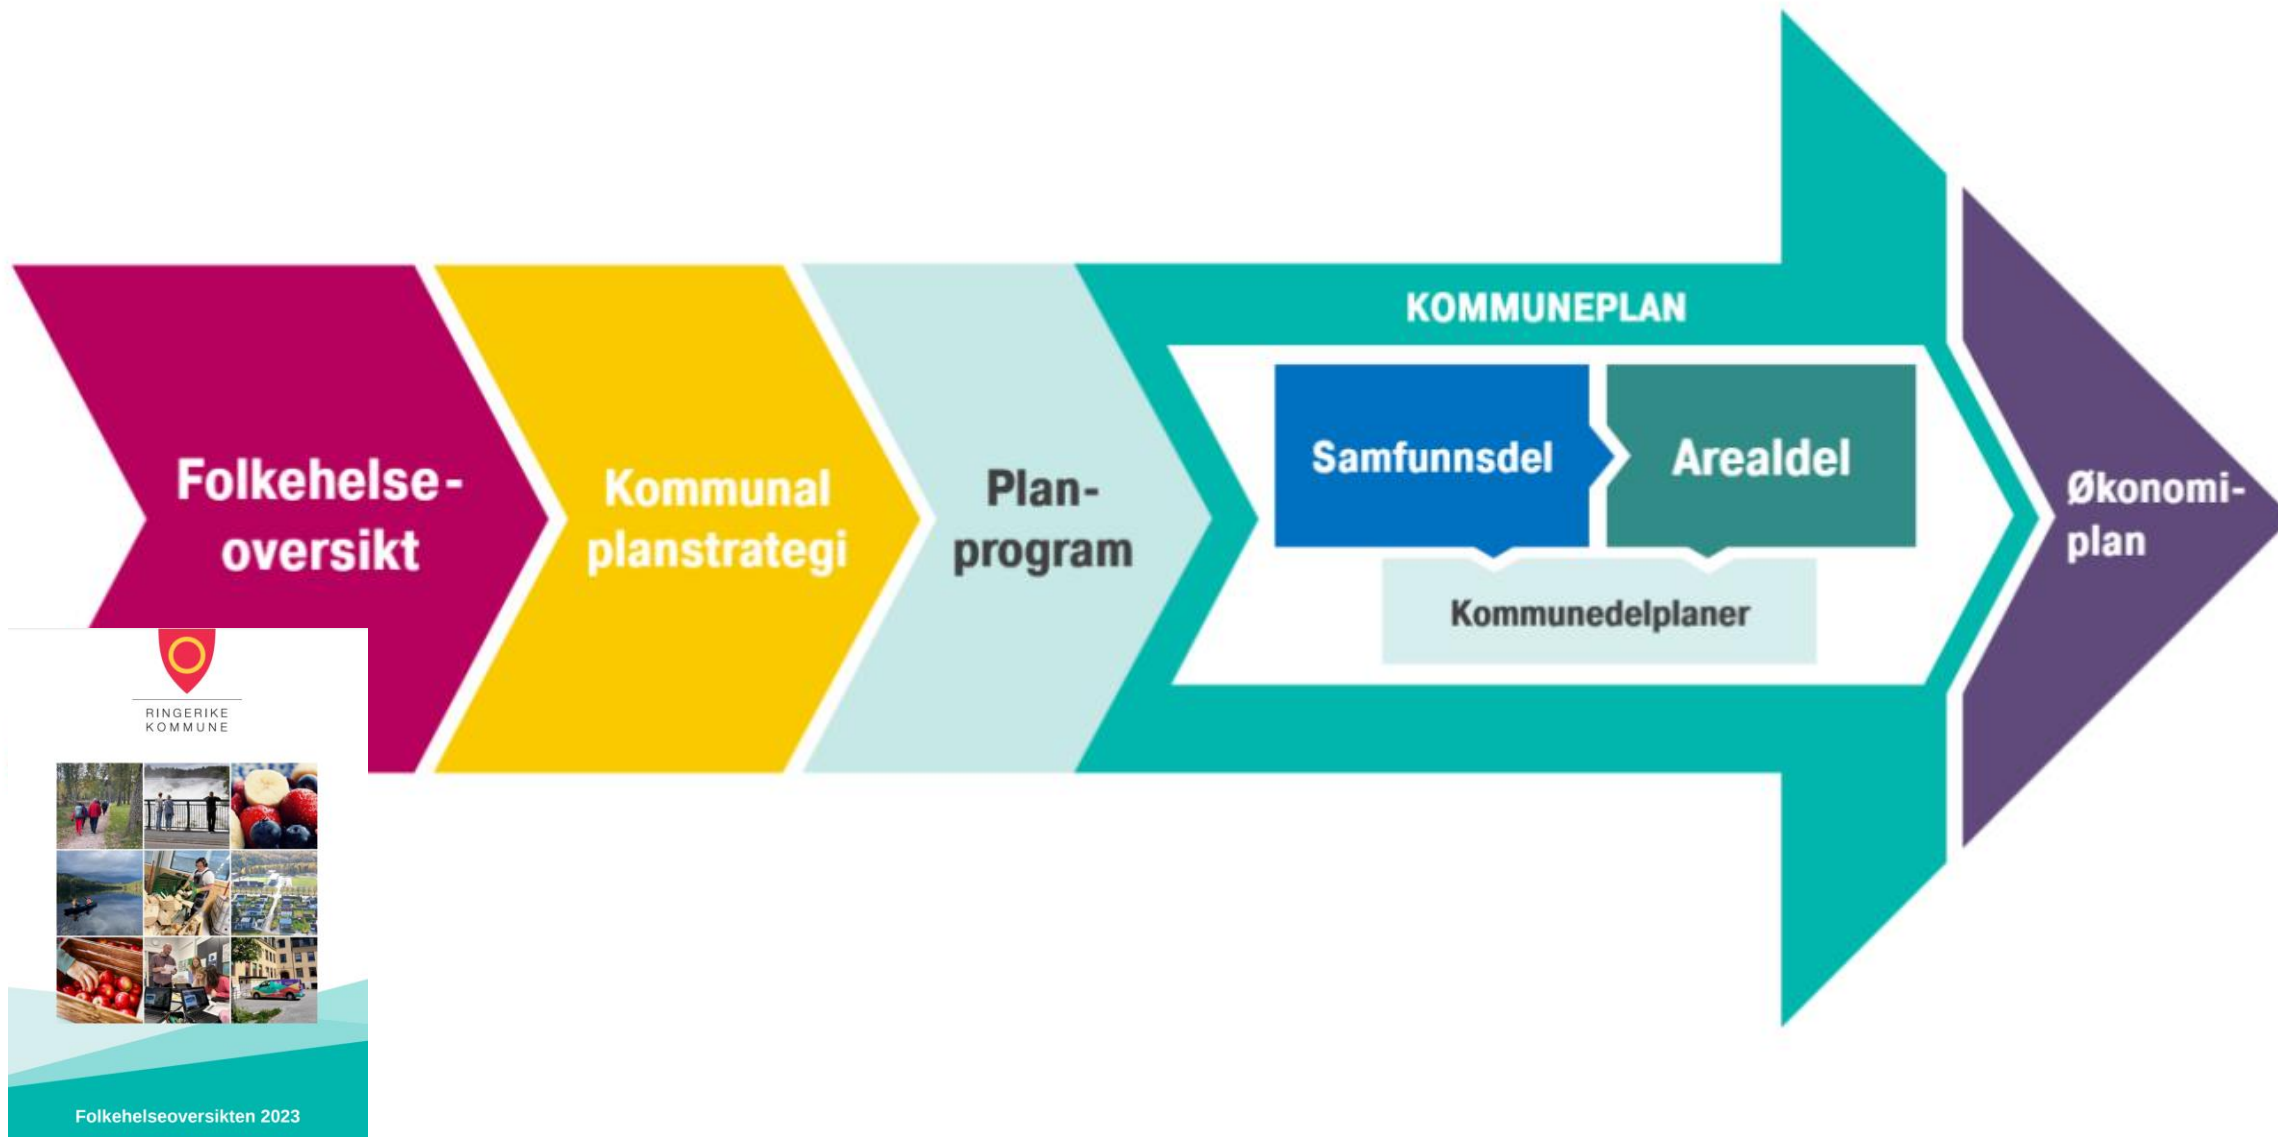 Folkehelse-
oversikt
Kommunal
planstrategi
Plan-
program
KOMMUNEPLAN
Samfunnsdel
Arealdel
Kommunedelplaner
Økonomi-
plan
RINGERIKE
KOMMUNE
Folkehelseoversikten 2023